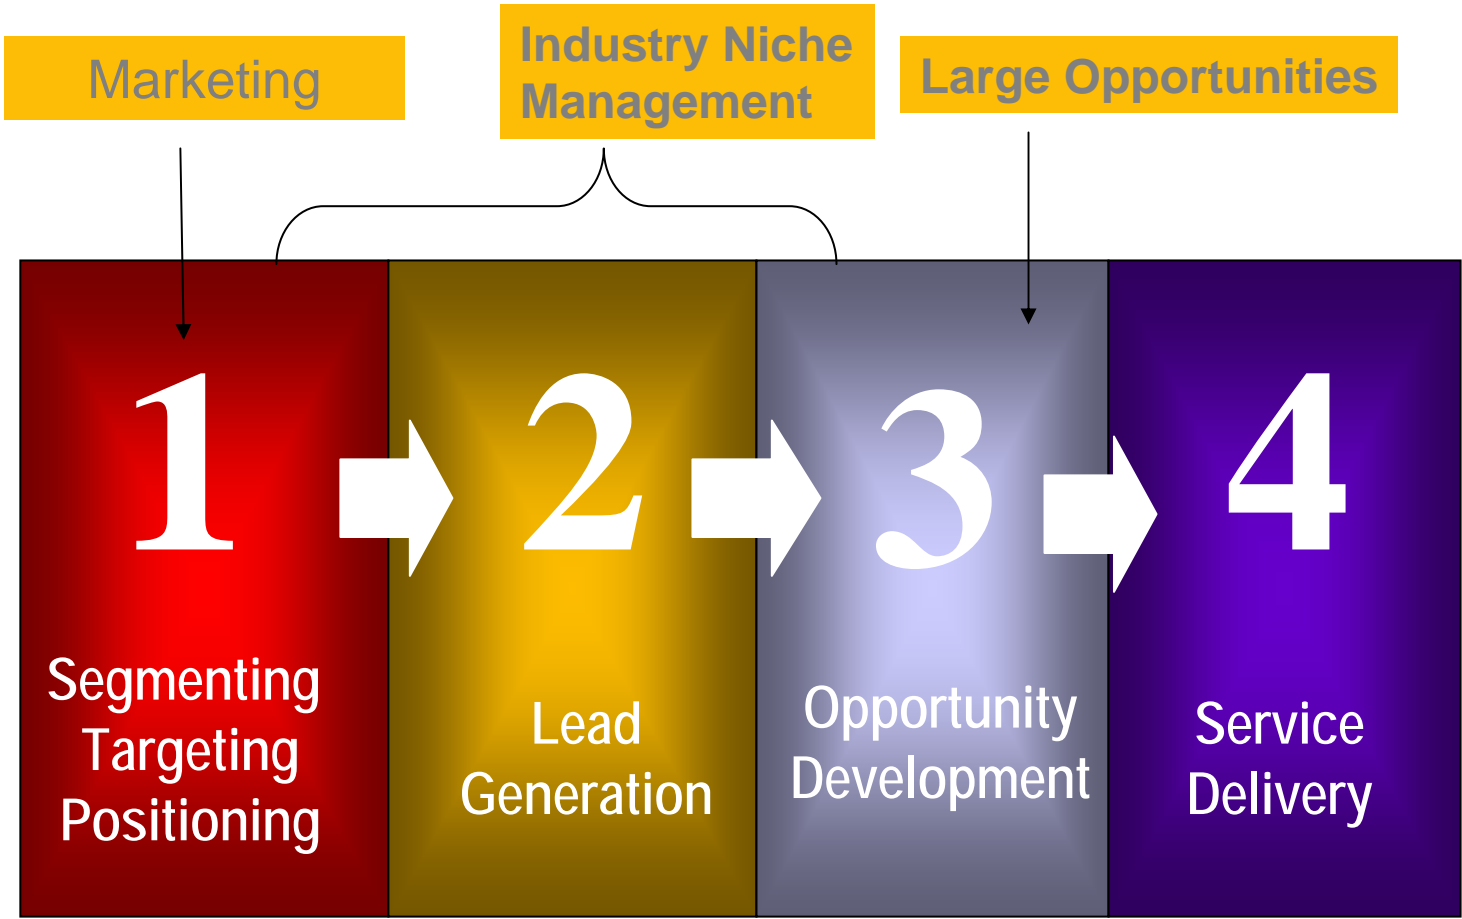 Marketing
Industry Niche
Management
Large Opportunities
1
2
3
4
Segmenting
Targeting
Positioning
Lead
Generation
Opportunity
Development
Service
Delivery